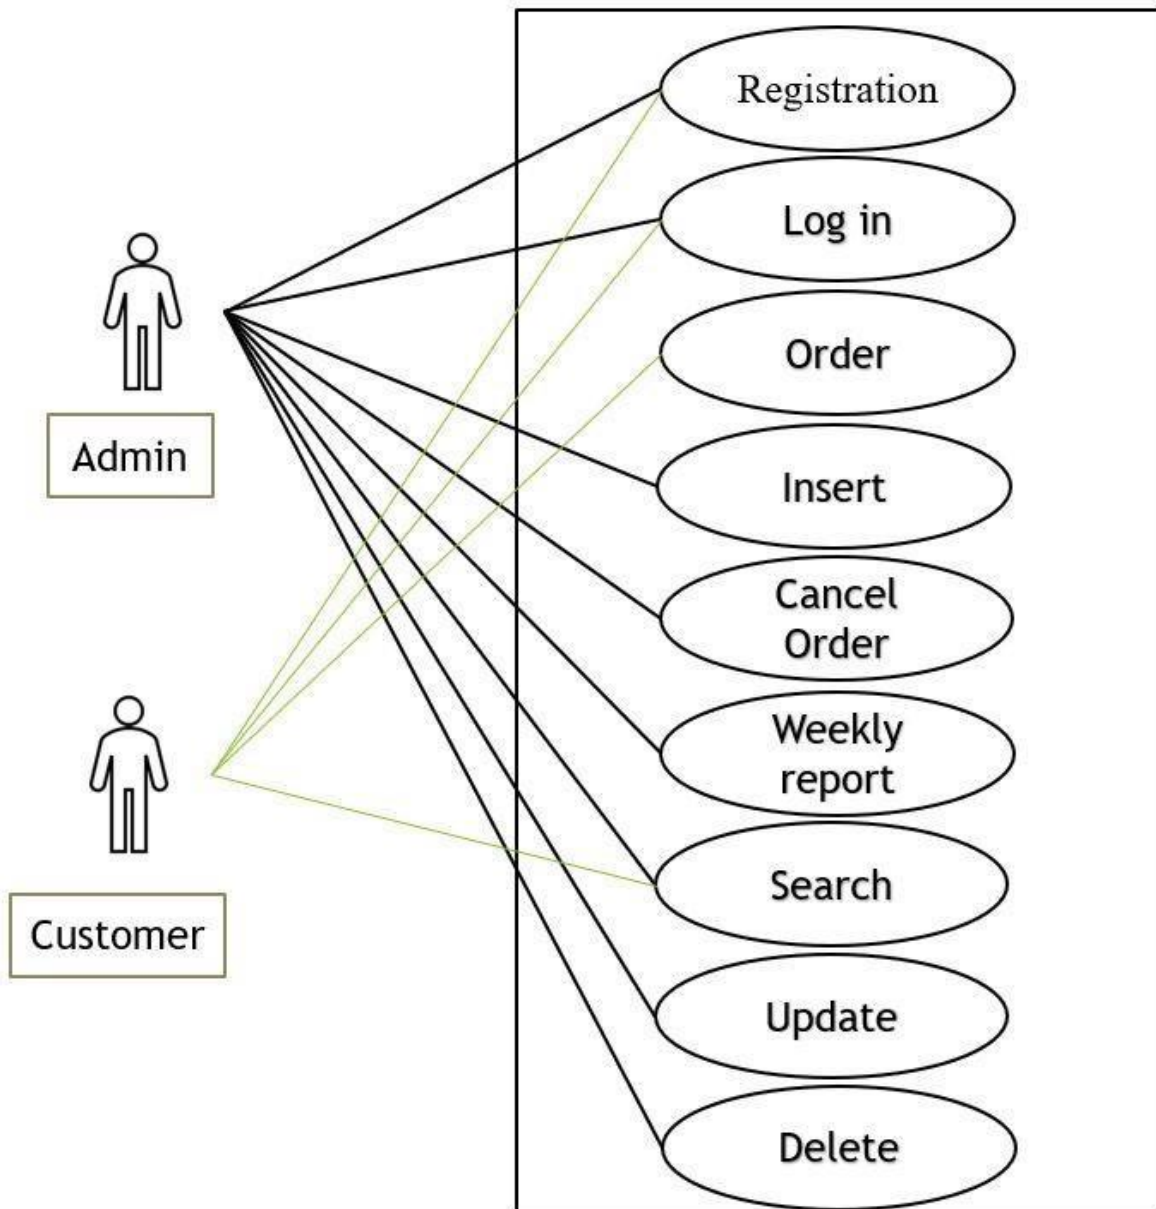 Registration
Log in
Order
Admin
Insert
Cancel
Order
Weekly
report
Search
Customer
Update
Delete